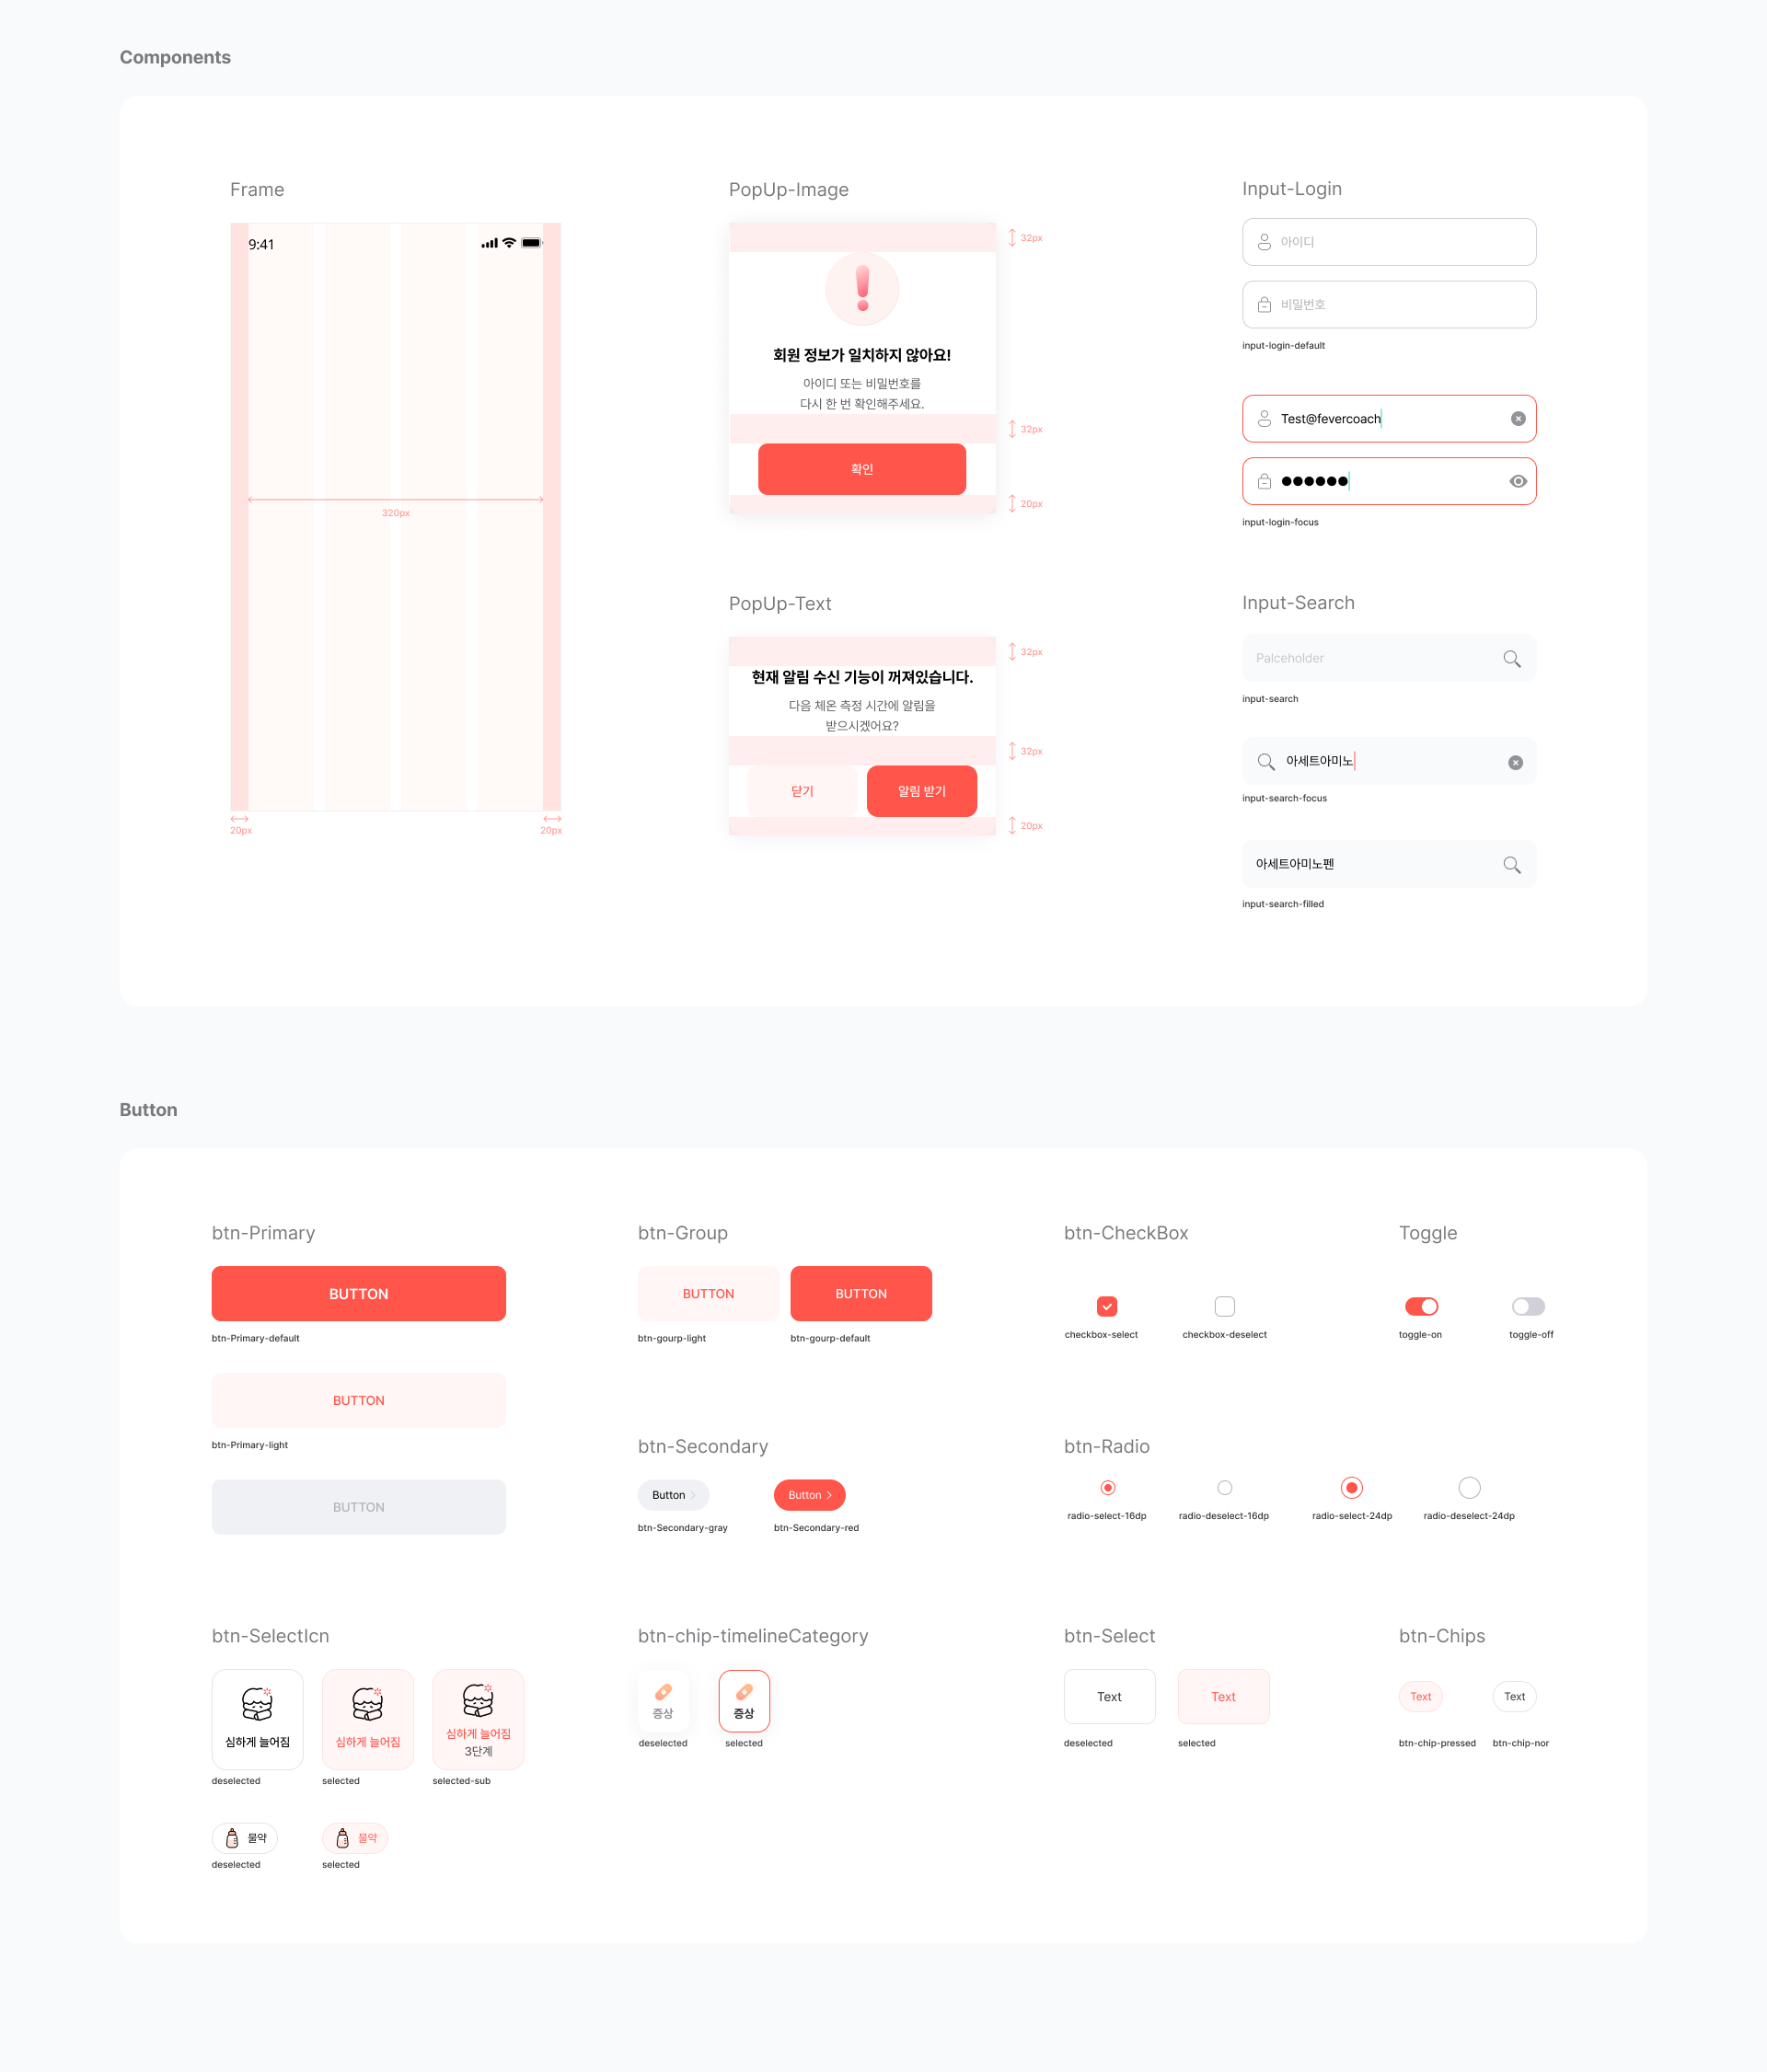 Components
Frame
9:41
320px
20px
20px
PopUp-Image
32px
회원 정보가 일치하지 않아요!
아이디 또는 비밀번호를
다시 한 번 확인해주세요.
32px
확인
20px
PopUp-Text
32px
현재 알림 수신 기능이 꺼져있습니다.
다음 체온 측정 시간에 알림을
받으시겠어요?
32px
닫기
알림 받기
20px
Input-Login
아이디
비밀번호
input-login-default
Test@fevercoach
input-login-focus
Input-Search
Palceholder
input-search
아세트아미노
input-search-focus
아세트아미노펜
input-search-filled
Button
btn-Primary
BUTTON
btn-Primary-default
BUTTON
btn-Primary-light
BUTTON
btn-Group
BUTTON
BUTTON
btn-gourp-light
btn-gourp-default
btn-Secondary
Button
Button
btn-Secondary-gray
btn-Secondary-red
btn-CheckBox
checkbox-select
checkbox-deselect
Toggle
toggle-on
toggle-off
btn-Radio
radio-select-16dp
radio-deselect-16dp
radio-select-24dp
radio-deselect-24dp
btn-SelectIcn
심하게 늘어짐
deselected
심하게 늘어짐
selected
심하게 늘어짐
3단계
selected-sub
물약
deselected
물약
selected
btn-chip-timelineCategory
증상
deselected
증상
selected
btn-Select
Text
deselected
Text
selected
btn-Chips
Text
btn-chip-pressed
Text
btn-chip-nor